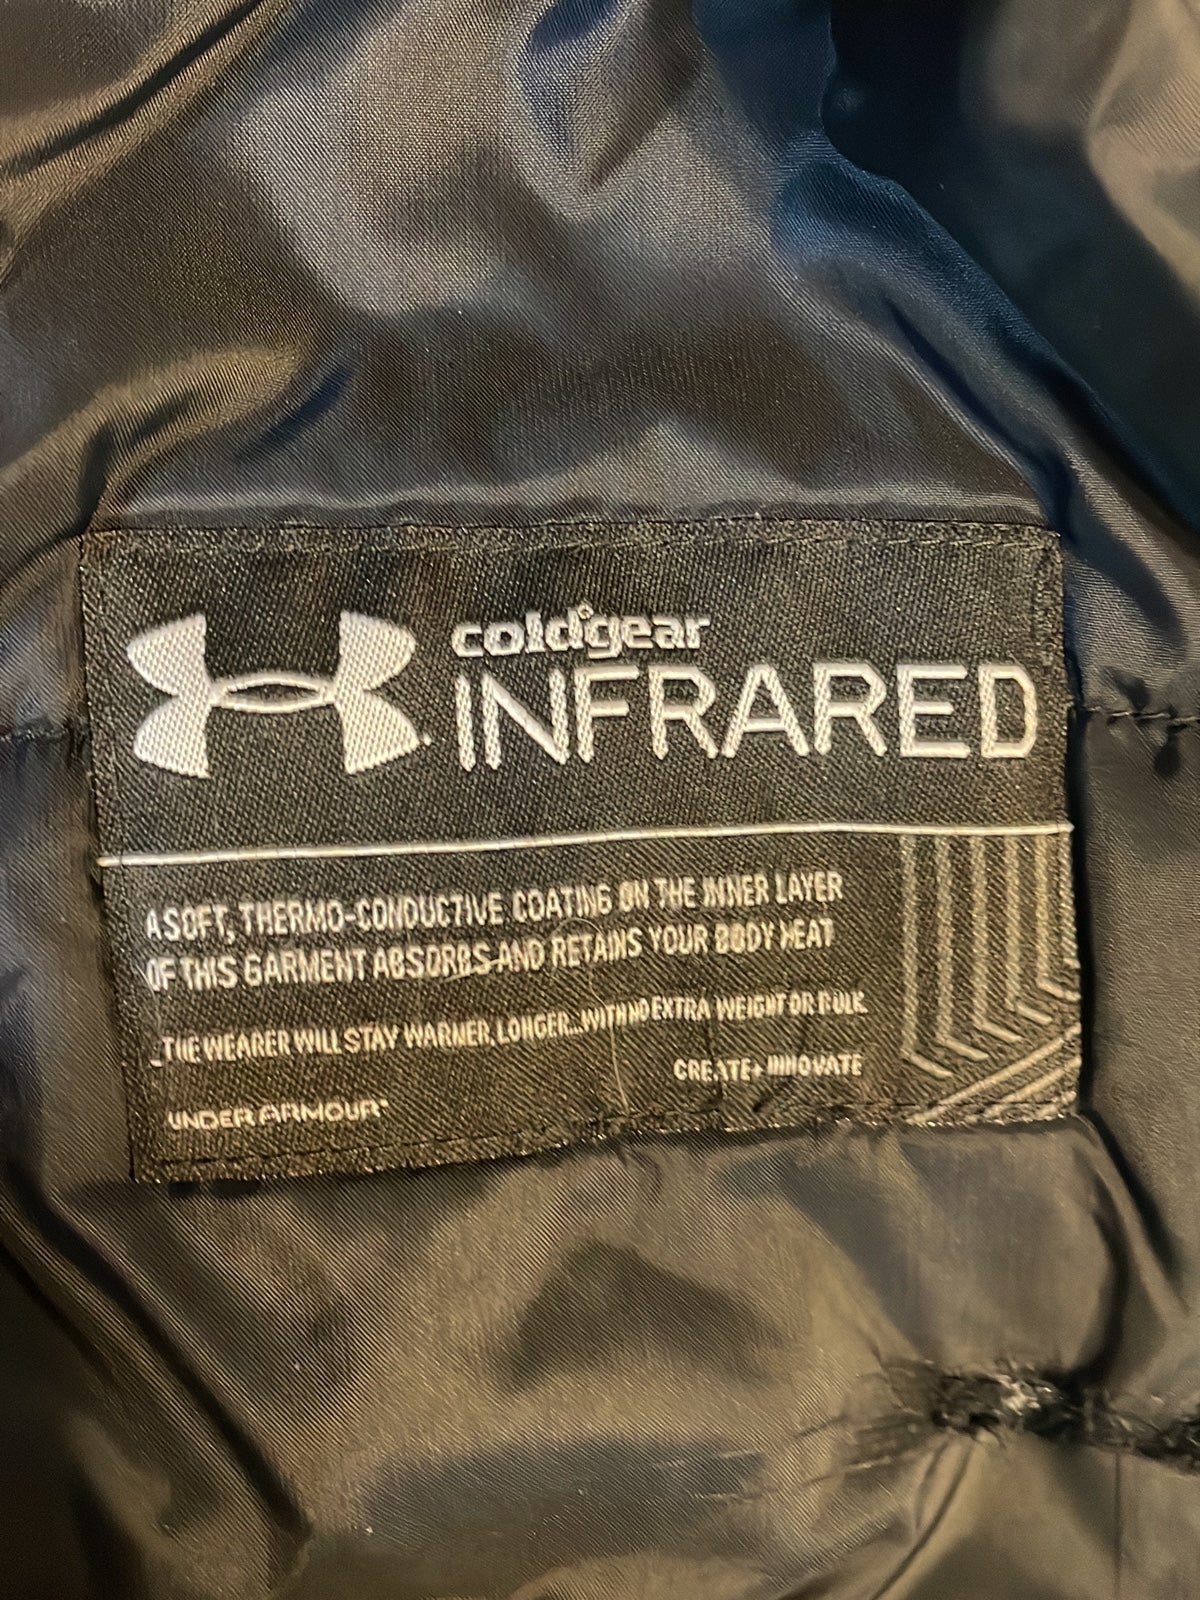 coldgear®
INFRARED
A SOFT, THERMO-CONDUCTIVE COATING ON THE INNER LAYER
OF THIS GARMENT ABSORBS AND RETAINS YOUR BODY HEAT
...THE WEARER WILL STAY WARMER, LONGER...WITH NO EXTRA WEIGHT OR BULK
CREATE+INNOVATE
UNDER ARMOUR®